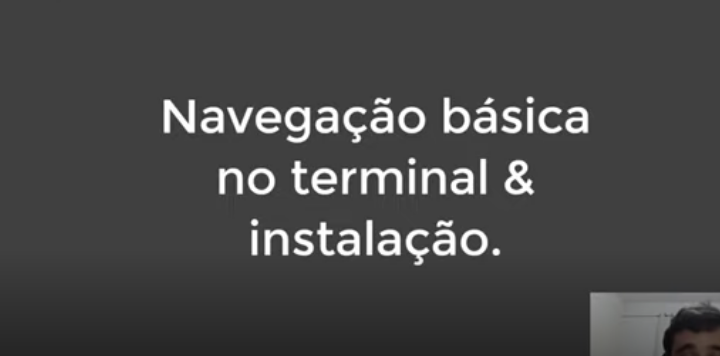 Navegação básica
no terminal &
instalação.